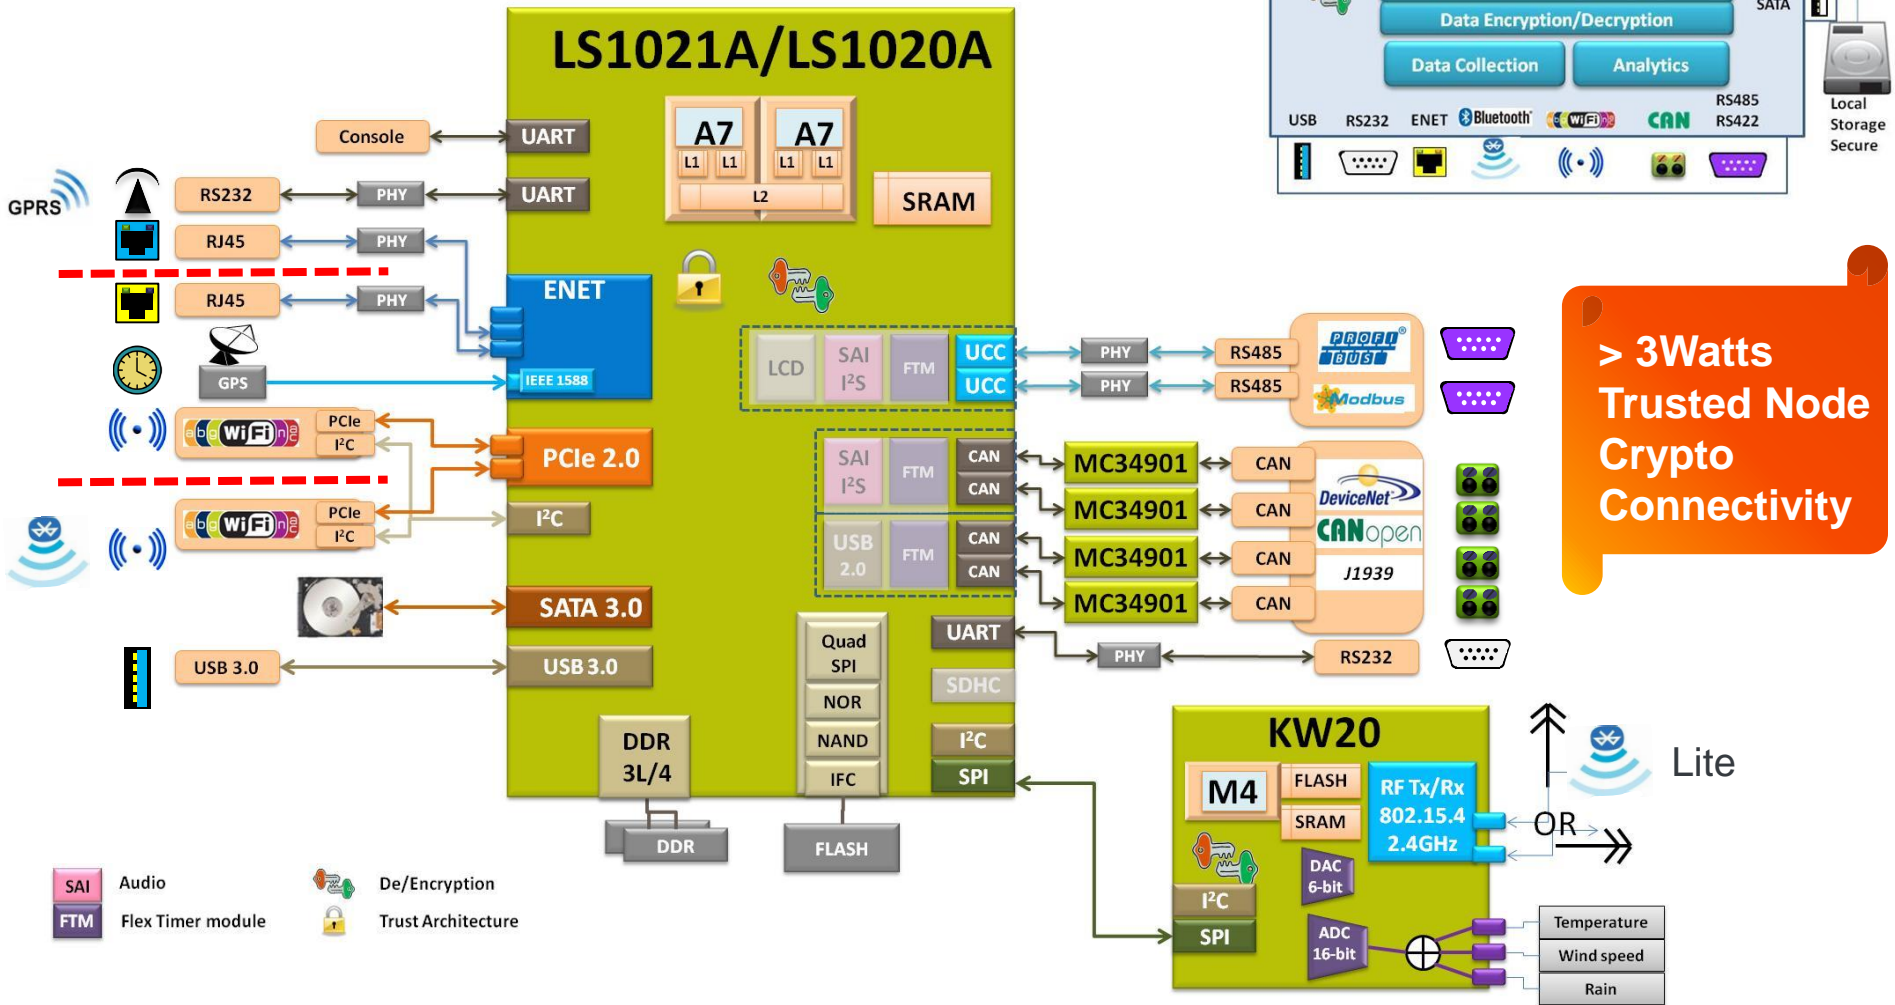 LS1021A/LS1020A
A7
A7
L1
L1
L1
L1
L2
SRAM
Console
UART
GPRS
RS232
PHY
UART
RJ45
PHY
RJ45
PHY
ENET
IEEE 1588
GPS
abg WiFi n
PCIe
I²C
PCIe 2.0
abg WiFi n
PCIe
I²C
I²C
SATA 3.0
USB 3.0
USB 3.0
LCD
SAI
I²S
FTM
UCC
UCC
PHY
RS485
PHY
RS485
PROFI
BUS
®
Modbus
SAI
I²S
FTM
CAN
CAN
USB
2.0
FTM
CAN
CAN
MC34901
CAN
MC34901
CAN
MC34901
CAN
MC34901
CAN
DeviceNet
CANopen
J1939
UART
PHY
RS232
SDHC
I²C
SPI
Quad
SPI
NOR
NAND
IFC
FLASH
DDR
3L/4
DDR
SAI
Audio
De/Encryption
FTM
Flex Timer module
Trust Architecture
Data Encryption/Decryption
Data Collection
Analytics
SATA
USB
RS232
ENET
Bluetooth
WiFi
CAN
RS485
RS422
Local
Storage
Secure
> 3Watts
Trusted Node
Crypto
Connectivity
KW20
M4
FLASH
SRAM
RF Tx/Rx
802.15.4
2.4GHz
Lite
OR
DAC
6-bit
I²C
SPI
ADC
16-bit
Temperature
Wind speed
Rain